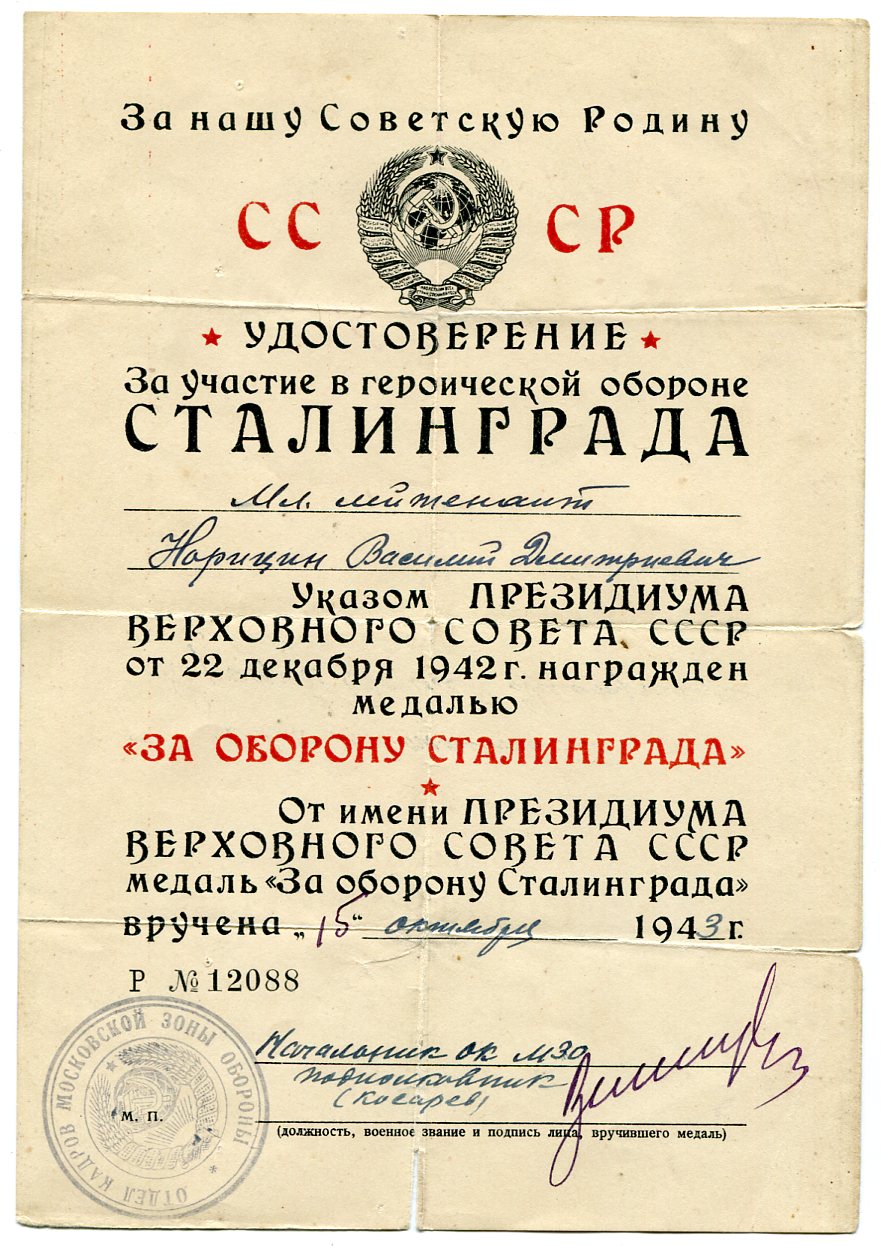 За нашу Советскую Родину
СССР
УДОСТОВЕРЕНИЕ
За участие в героической обороне
СТАЛИНГРАДА
Мл. лейтенант
Норицин Василий Дмитриевич
Указом ПРЕЗИДИУМА
ВЕРХОВНОГО СОВЕТА СССР
от 22 декабря 1942 г. награжден
медалью
«ЗА ОБОРОНУ СТАЛИНГРАДА»
От имени ПРЕЗИДИУМА
ВЕРХОВНОГО СОВЕТА СССР
медаль «За оборону Сталинграда»
вручена „15“ октября 1943 г.
Р № 12088
Начальник ок МЗО
подполковник
(Косарев)
М. П.
(должность, военное звание и подпись лица, вручившего медаль)
ОТДЕЛ КАДРОВ МОСКОВСКОЙ ЗОНЫ ОБОРОНЫ *